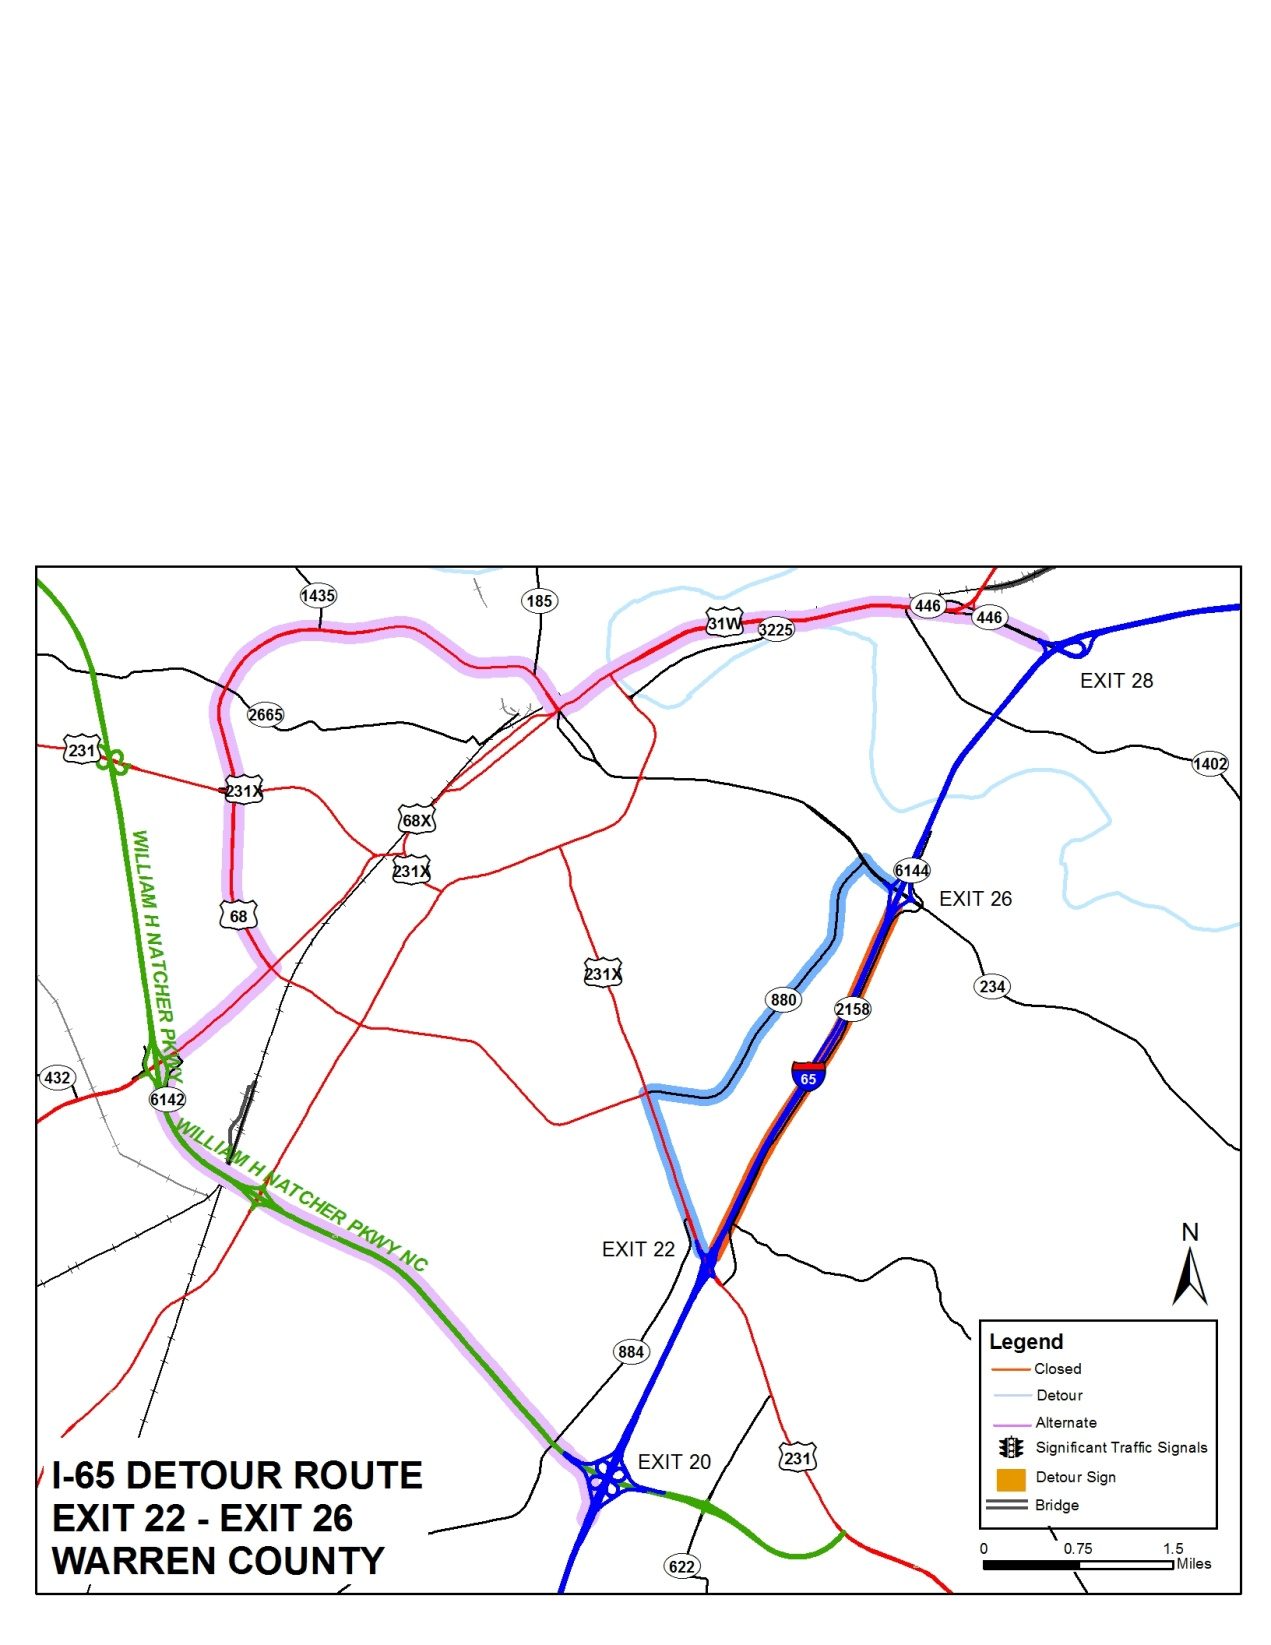 1435
185
446
31W
3225
446
EXIT 28
2665
231
1402
231X
68X
WILLIAM H NATCHER PKWY
231X
6144
EXIT 26
68
231X
234
880
2158
65
432
6142
WILLIAM H NATCHER PKWY NC
N
EXIT 22
884
Legend
Closed
Detour
Alternate
Significant Traffic Signals
Detour Sign
Bridge
EXIT 20
231
I-65 DETOUR ROUTE
EXIT 22 - EXIT 26
WARREN COUNTY
0 0.75 1.5
Miles
622